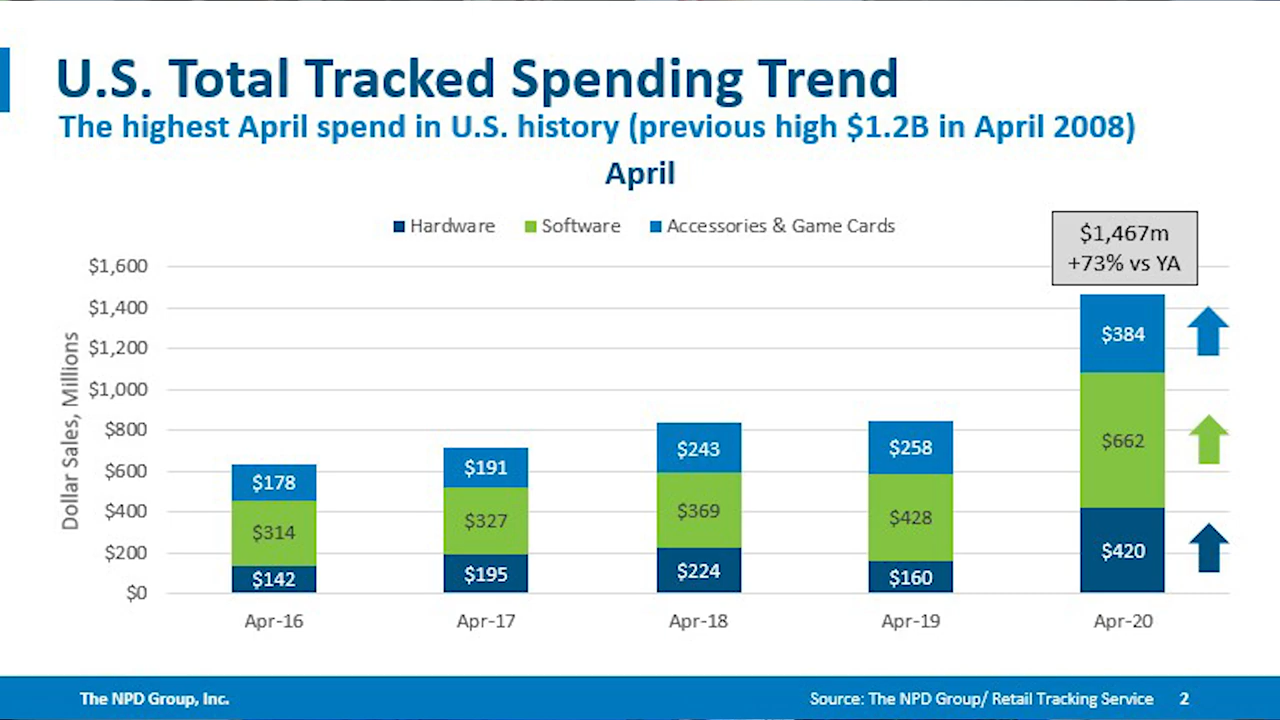 U.S. Total Tracked Spending Trend
The highest April spend in U.S. history (previous high $1.2B in April 2008)
April
Hardware Software Accessories & Game Cards
$1,467m
+73% vs YA
Dollar Sales, Millions
$1,600
$1,400
$1,200
$1,000
$800
$600
$400
$200
$0
$178
$314
$142
$191
$327
$195
$243
$369
$224
$258
$428
$160
$384
$662
$420
Apr-16 Apr-17 Apr-18 Apr-19 Apr-20
The NPD Group, Inc. Source: The NPD Group/ Retail Tracking Service 2